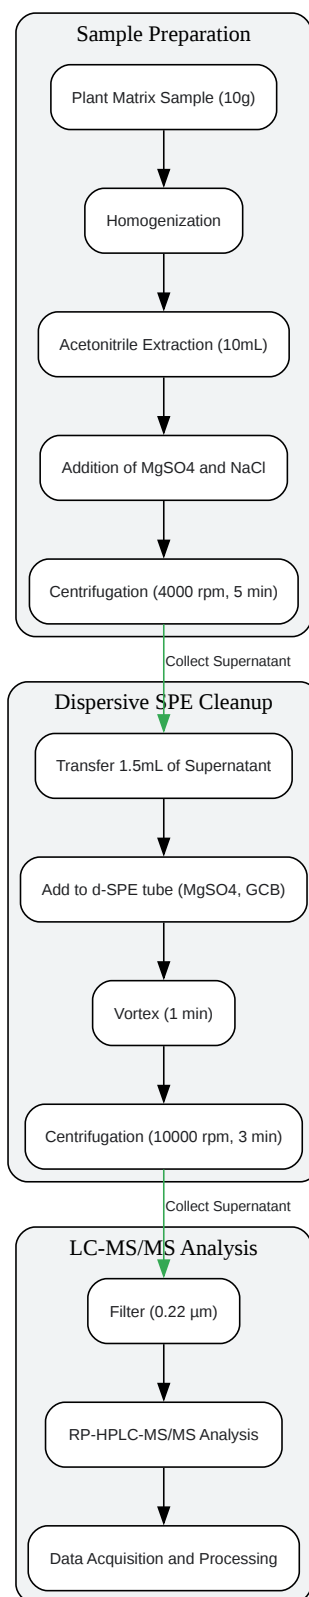 Sample Preparation
Plant Matrix Sample (10g)
Homogenization
Acetonitrile Extraction (10mL)
Addition of MgSO4 and NaCl
Centrifugation (4000 rpm, 5 min)
Collect Supernatant
Dispersive SPE Cleanup
Transfer 1.5mL of Supernatant
Add to d-SPE tube (MgSO4, GCB)
Vortex (1 min)
Centrifugation (10000 rpm, 3 min)
Collect Supernatant
LC-MS/MS Analysis
Filter (0.22 µm)
RP-HPLC-MS/MS Analysis
Data Acquisition and Processing